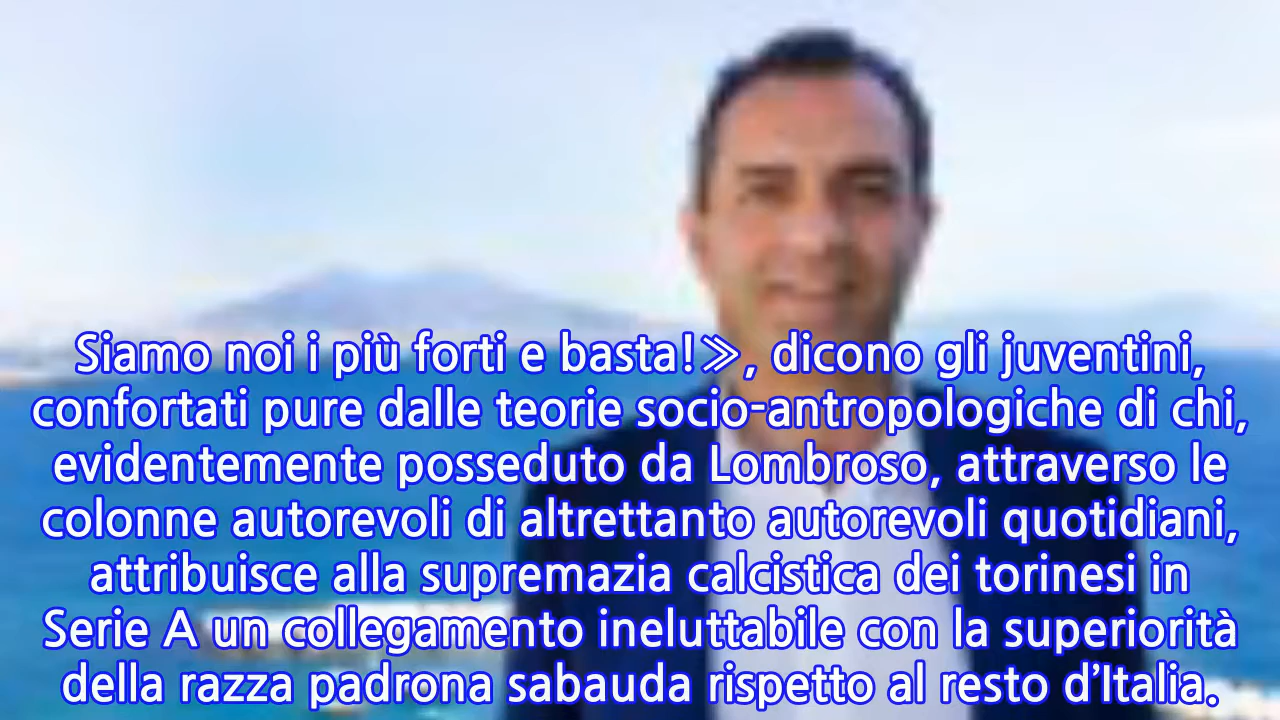 Siamo noi i più forti e basta!≫, dicono gli juventini,
confortati pure dalle teorie socio-antropologiche di chi,
evidentemente posseduto da Lombroso, attraverso le
colonne autorevoli di altrettanto autorevoli quotidiani,
attribuisce alla supremazia calcistica dei torinesi in
Serie A un collegamento ineluttabile con la superiorità
della razza padrona sabauda rispetto al resto d’Italia.